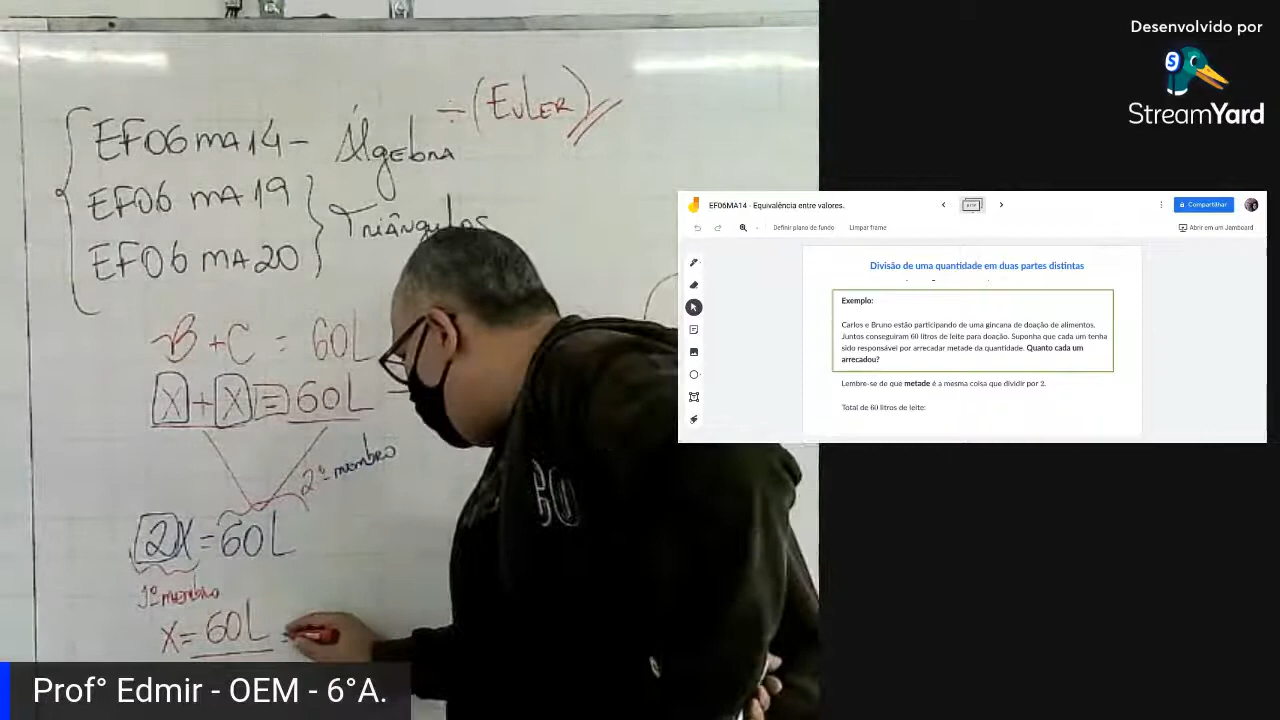 EF06MA14 - Álgebra ÷ (EULER)
EF06 MA 19
EF06 MA 20
Triângulos
B + C = 60L
X + X = 60L
2º membro
2X = 60L
1º membro
X = 60L =
Prof° Edmir - OEM - 6°A.
Desenvolvido por
StreamYard
EF06MA14 - Equivalência entre valores.
Compartilhar
Definir plano de fundo
Limpar frame
Abrir em um Jamboard
Divisão de uma quantidade em duas partes distintas
Exemplo:
Carlos e Bruno estão participando de uma gincana de doação de alimentos.
Juntos conseguiram 60 litros de leite para doação. Suponha que cada um tenha
sido responsável por arrecadar metade da quantidade. Quanto cada um
arrecadou?
Lembre-se de que metade é a mesma coisa que dividir por 2.
Total de 60 litros de leite: